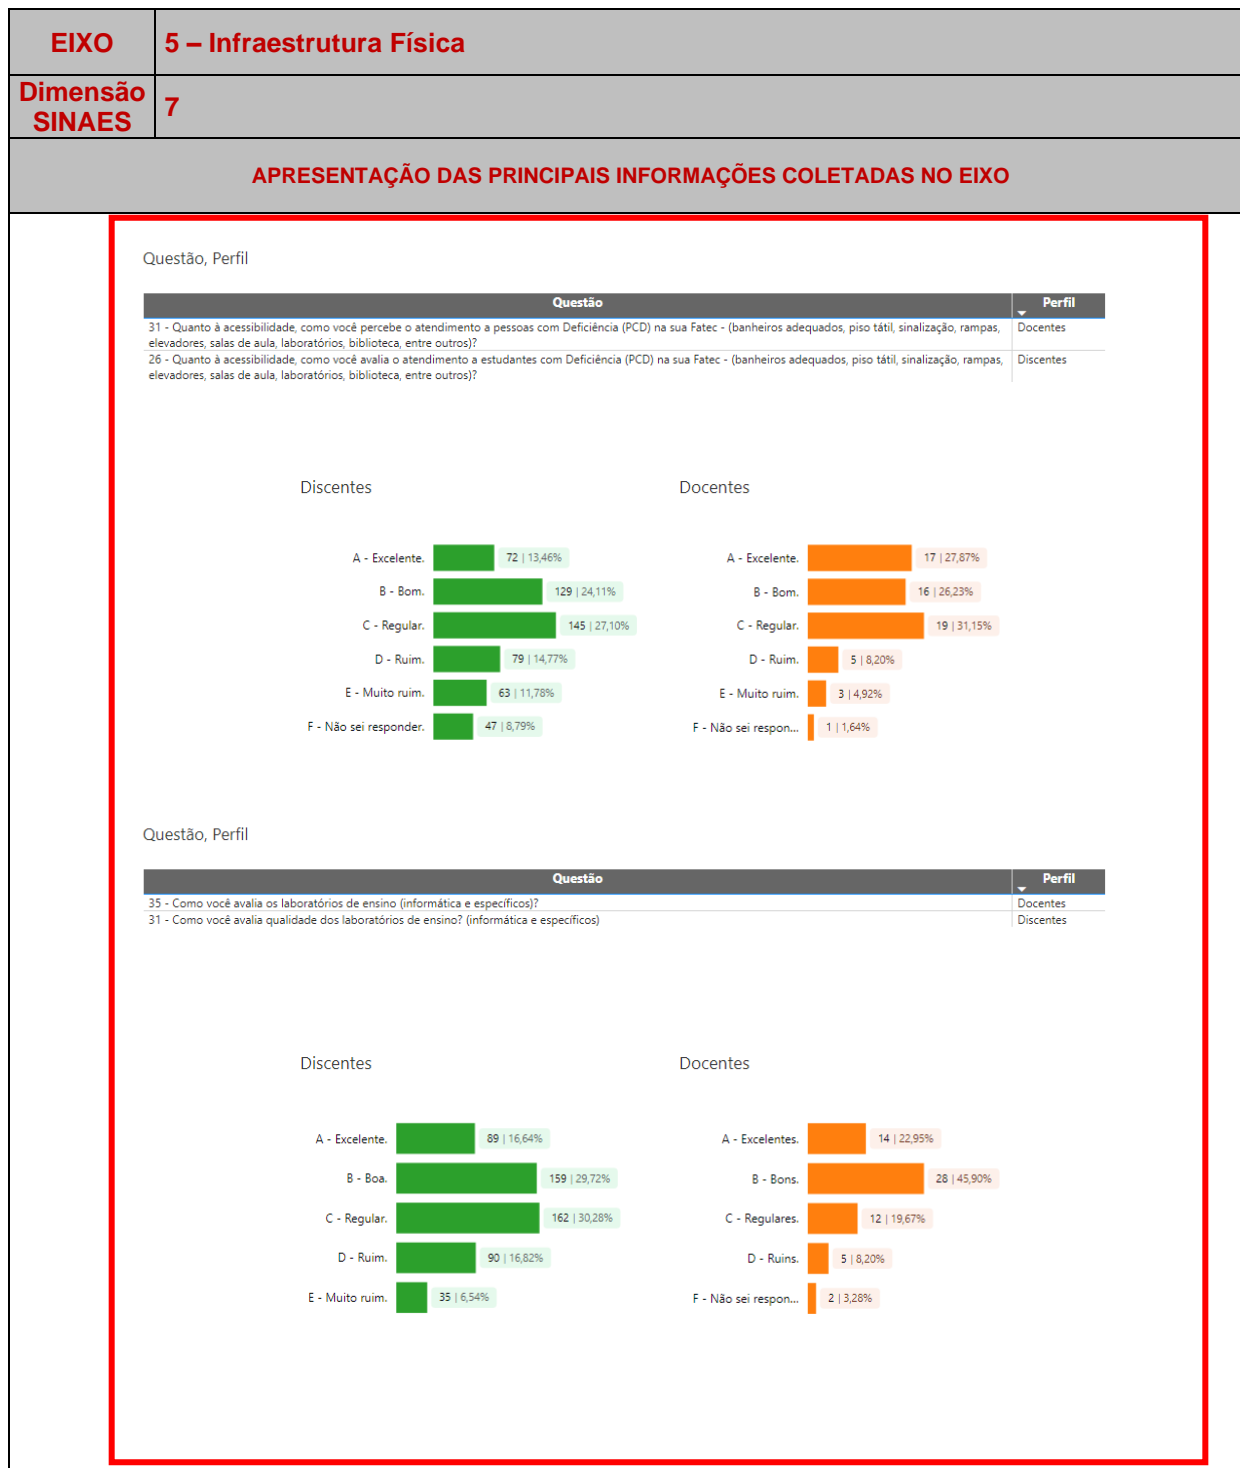 EIXO
5 – Infraestrutura Física
Dimensão
SINAES
7
APRESENTAÇÃO DAS PRINCIPAIS INFORMAÇÕES COLETADAS NO EIXO
Questão, Perfil
Questão Perfil
31 - Quanto à acessibilidade, como você percebe o atendimento a pessoas com Deficiência (PCD) na sua Fatec - (banheiros adequados, piso tátil, sinalização, rampas, Docentes
elevadores, salas de aula, laboratórios, biblioteca, entre outros)?
26 - Quanto à acessibilidade, como você avalia o atendimento a estudantes com Deficiência (PCD) na sua Fatec - (banheiros adequados, piso tátil, sinalização, rampas, Discentes
elevadores, salas de aula, laboratórios, biblioteca, entre outros)?
Discentes
A - Excelente. 72 | 13,46%
B - Bom. 129 | 24,11%
C - Regular. 145 | 27,10%
D - Ruim. 79 | 14,77%
E - Muito ruim. 63 | 11,78%
F - Não sei responder. 47 | 8,79%
Docentes
A - Excelente. 17 | 27,87%
B - Bom. 16 | 26,23%
C - Regular. 19 | 31,15%
D - Ruim. 5 | 8,20%
E - Muito ruim. 3 | 4,92%
F - Não sei respon... 1 | 1,64%
Questão, Perfil
Questão Perfil
35 - Como você avalia os laboratórios de ensino (informática e específicos)? Docentes
31 - Como você avalia qualidade dos laboratórios de ensino? (informática e específicos) Discentes
Discentes
A - Excelente. 89 | 16,64%
B - Boa. 159 | 29,72%
C - Regular. 162 | 30,28%
D - Ruim. 90 | 16,82%
E - Muito ruim. 35 | 6,54%
Docentes
A - Excelentes. 14 | 22,95%
B - Bons. 28 | 45,90%
C - Regulares. 12 | 19,67%
D - Ruins. 5 | 8,20%
F - Não sei respon... 2 | 3,28%